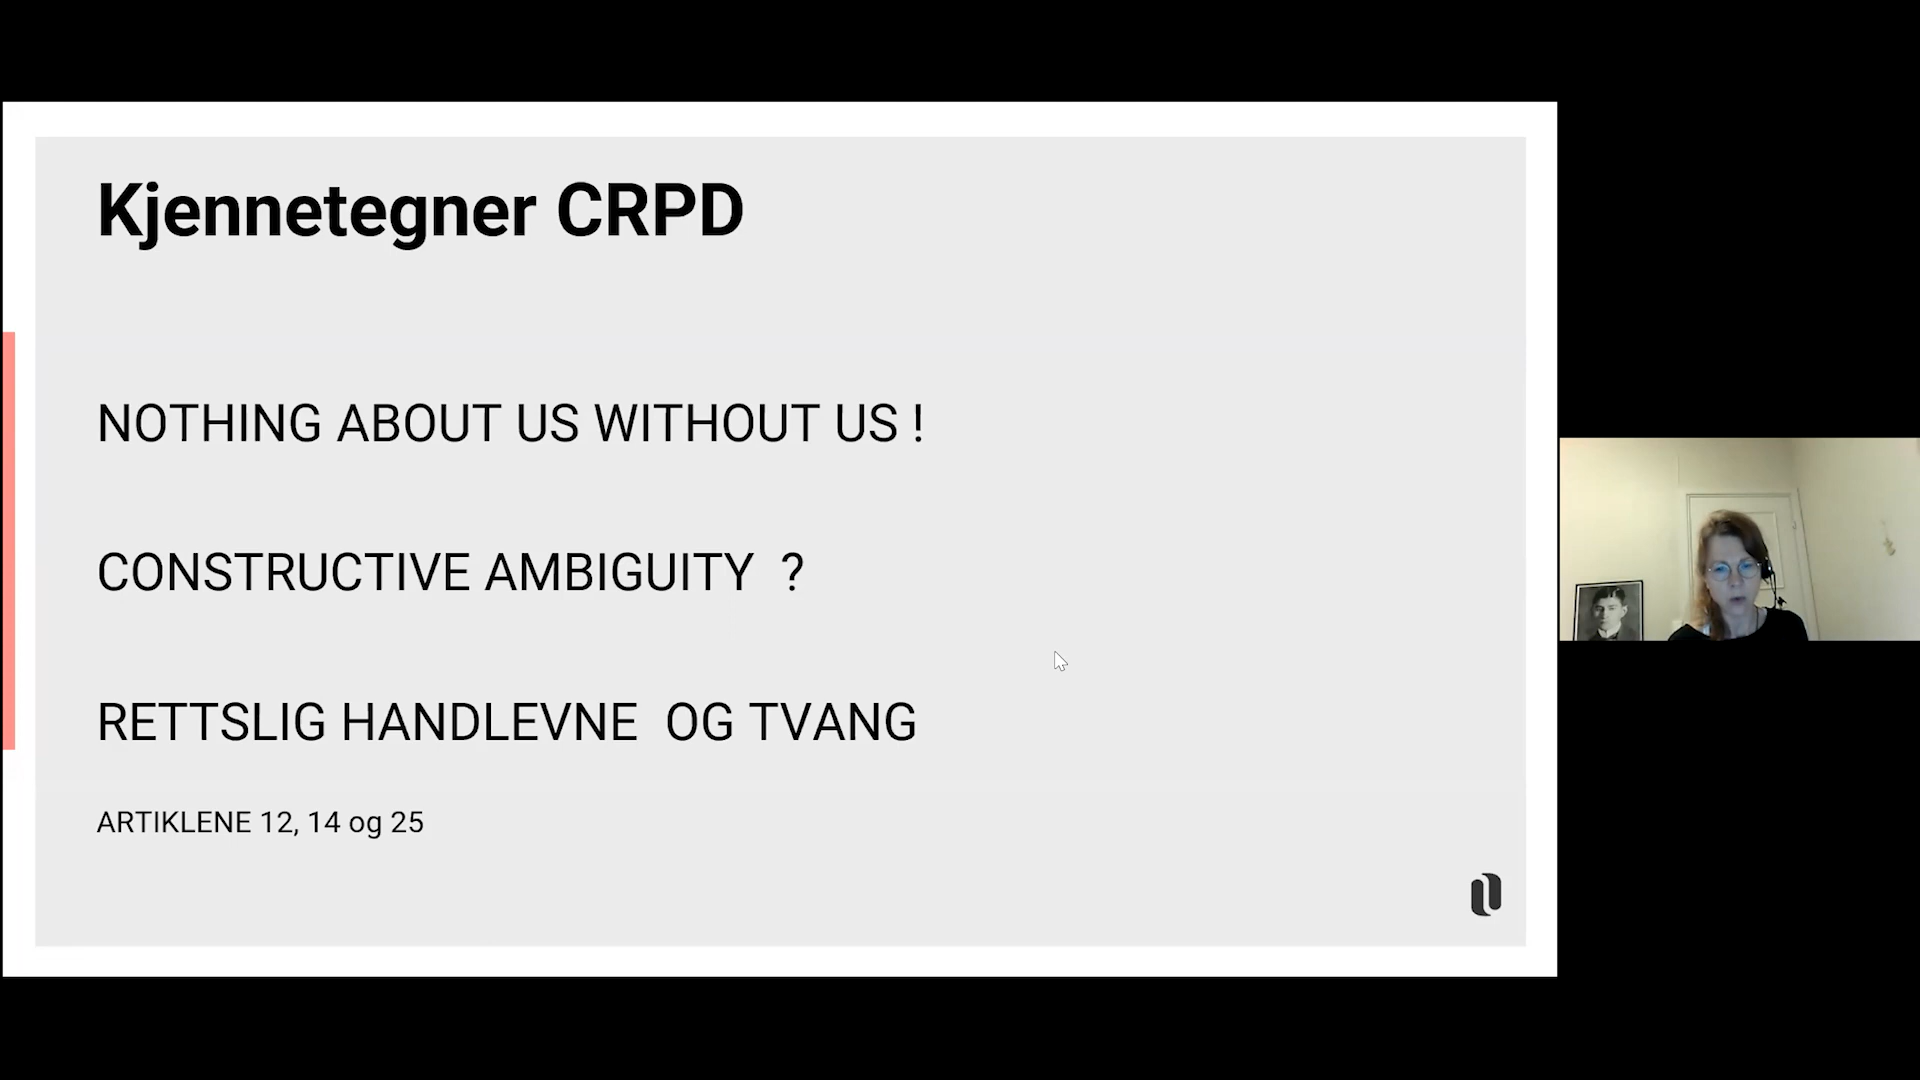 Kjennetegner CRPD
NOTHING ABOUT US WITHOUT US !
CONSTRUCTIVE AMBIGUITY ?
RETTSLIG HANDLEVNE OG TVANG
ARTIKLENE 12, 14 og 25